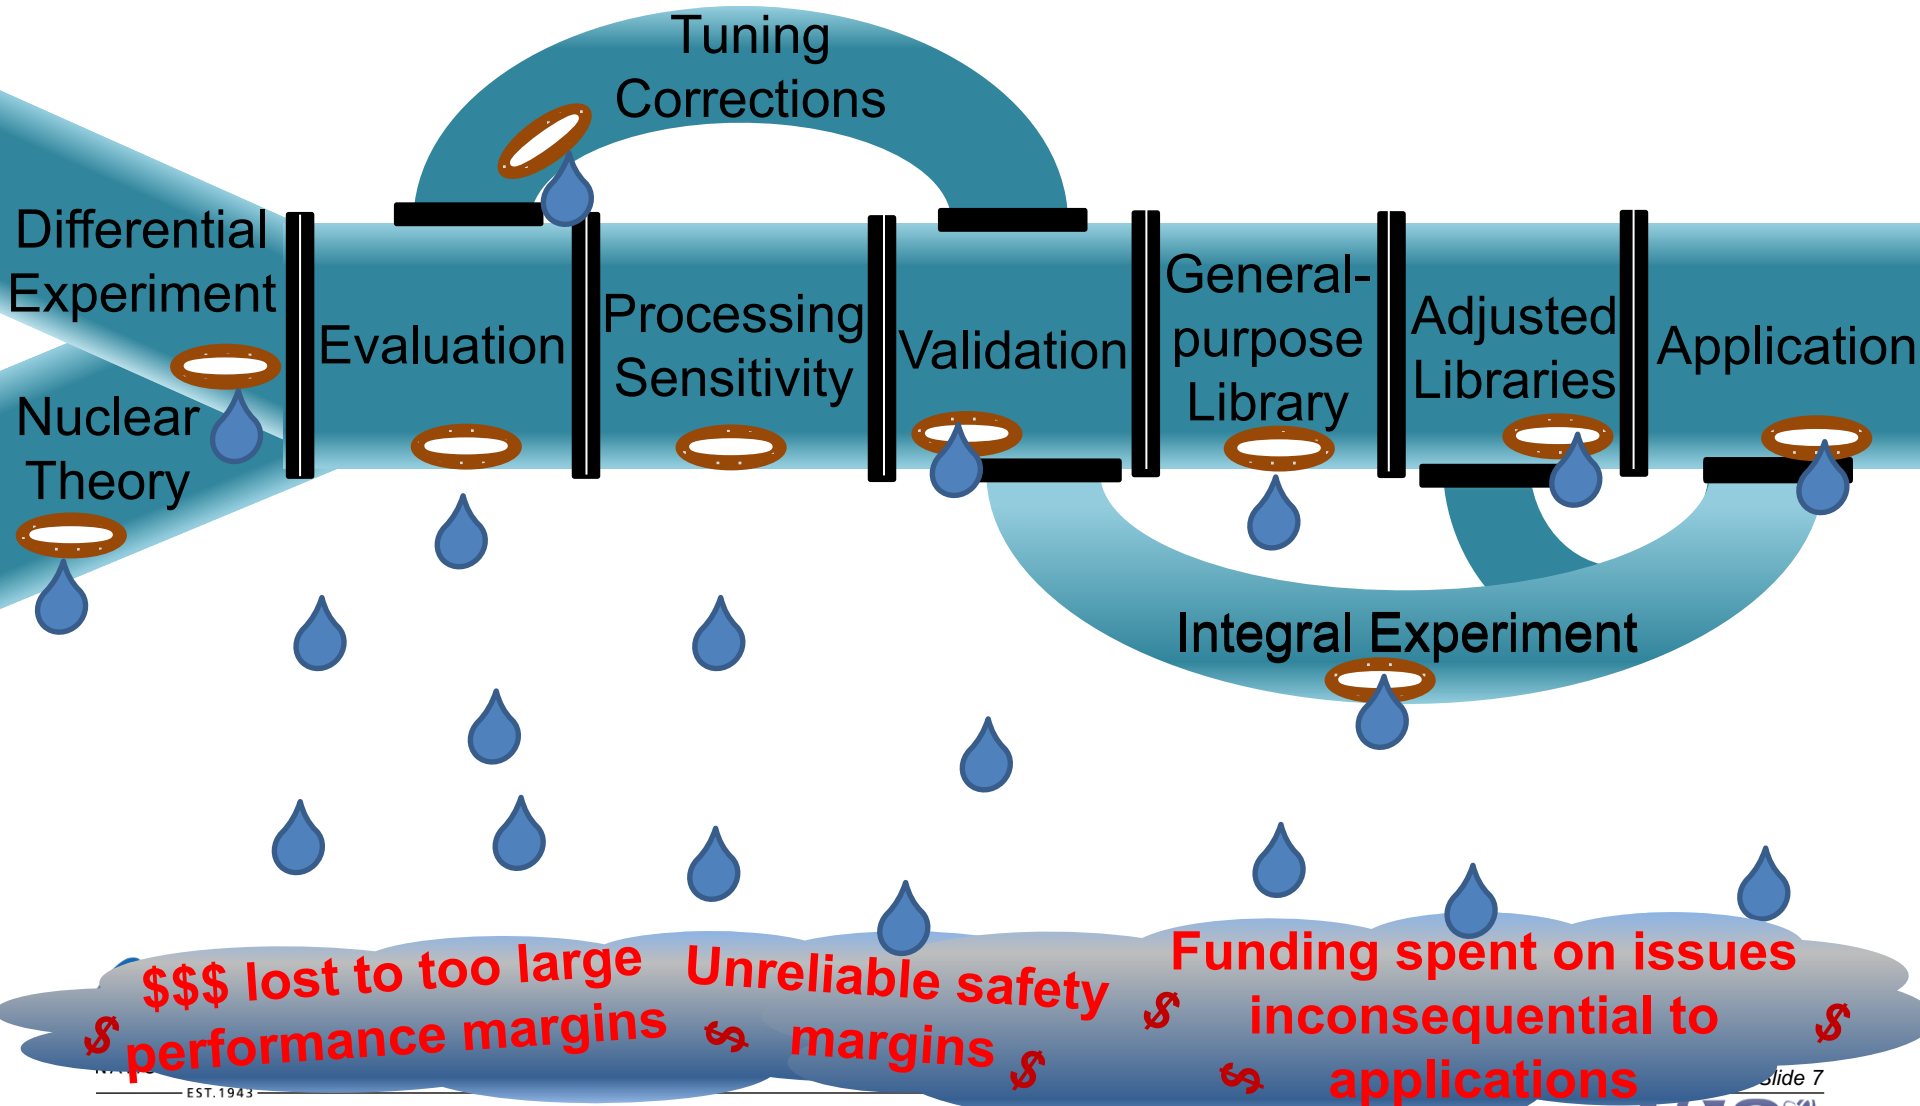 Tuning
Corrections
Differential
Experiment
Nuclear
Theory
Evaluation
Processing
Sensitivity
Validation
General-
purpose
Library
Adjusted
Libraries
Application
Integral Experiment
$$$ lost to too large
performance margins
Unreliable safety
margins
Funding spent on issues
inconsequential to
applications
$
$
$
$
$
$
EST.1943
Slide 7